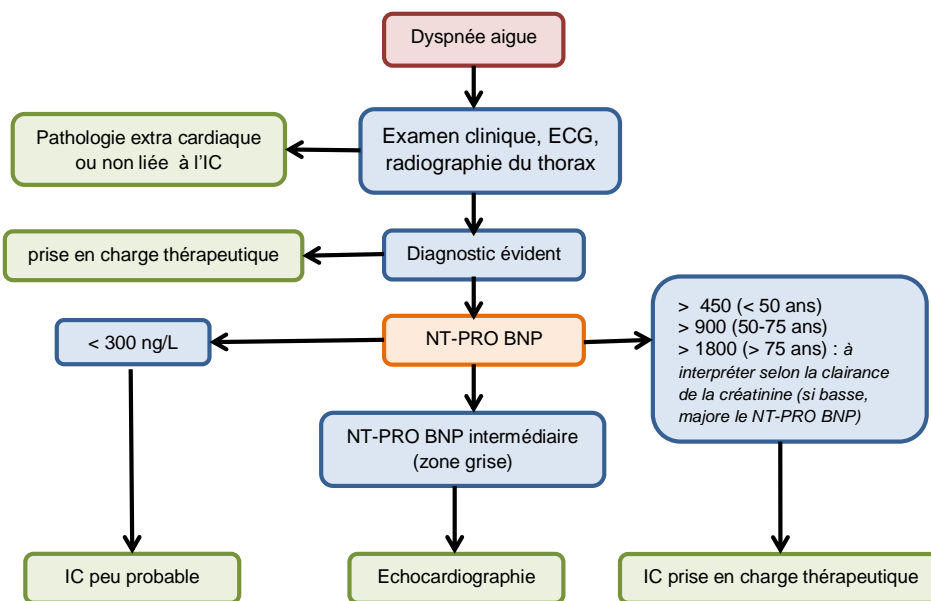 Dyspnée aigue
Pathologie extra cardiaque
ou non liée à l'IC
Examen clinique, ECG,
radiographie du thorax
prise en charge thérapeutique
Diagnostic évident
< 300 ng/L
NT-PRO BNP
> 450 (< 50 ans)
> 900 (50-75 ans)
> 1800 (> 75 ans) : à
interpréter selon la clairance
de la créatinine (si basse,
majore le NT-PRO BNP)
NT-PRO BNP intermédiaire
(zone grise)
IC peu probable
Echocardiographie
IC prise en charge thérapeutique